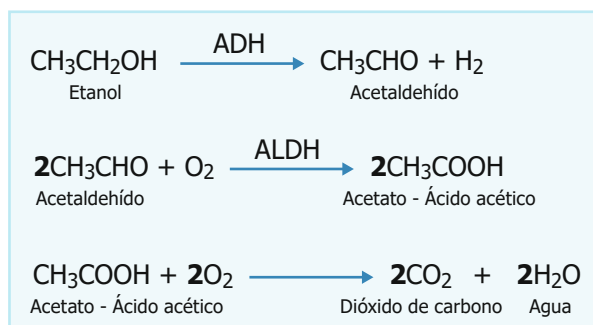 ADH
CH₃CH₂OH → CH₃CHO + H₂
Etanol Acetaldehído
ALDH
2CH₃CHO + O₂ → 2CH₃COOH
Acetaldehído Acetato - Ácido acético
CH₃COOH + 2O₂ → 2CO₂ + 2H₂O
Acetato - Ácido acético Dióxido de carbono Agua